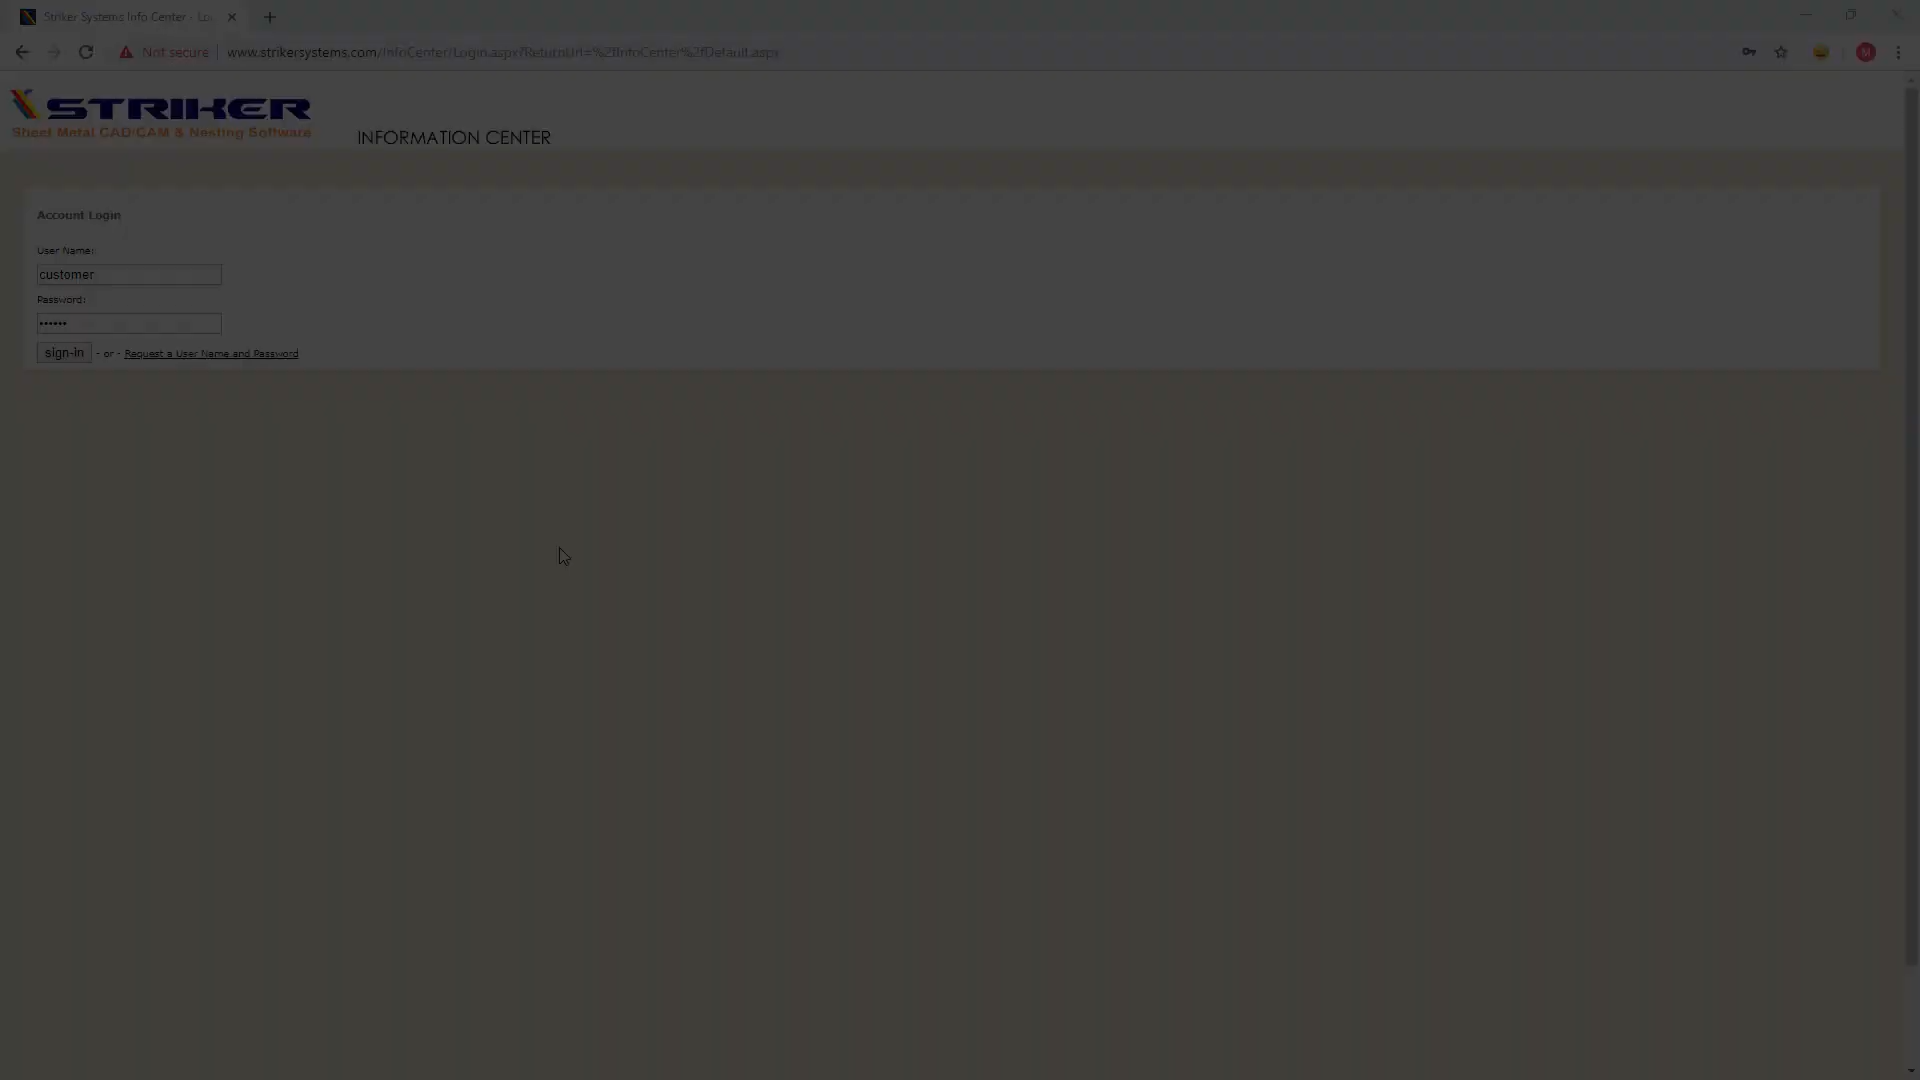 Striker Systems Info Center - Lo
Not secure
www.strikersystems.com/InfoCenter/Login.aspx?ReturnUrl=%2fInfoCenter%2fDefault.aspx
M
STRIKER
Sheet Metal CAD/CAM & Nesting Software
INFORMATION CENTER
Account Login
User Name:
customer
Password:
••••••
sign-in - or - Request a User Name and Password